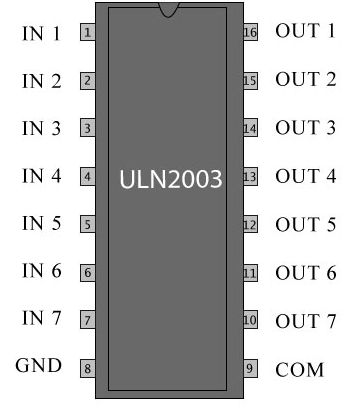 IN 1 1 16 OUT 1
IN 2 2 15 OUT 2
IN 3 3 14 OUT 3
IN 4 4 ULN2003 13 OUT 4
IN 5 5 12 OUT 5
IN 6 6 11 OUT 6
IN 7 7 10 OUT 7
GND 8 9 COM